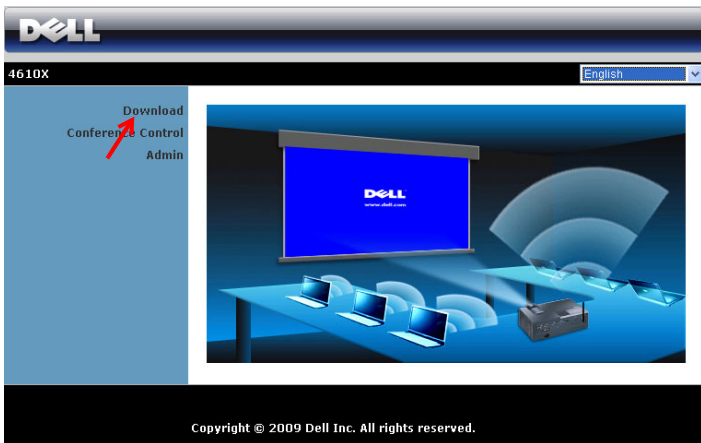 DELL
4610X
English
Download
Conference Control
Admin
DELL
www.dell.com
Copyright © 2009 Dell Inc. All rights reserved.